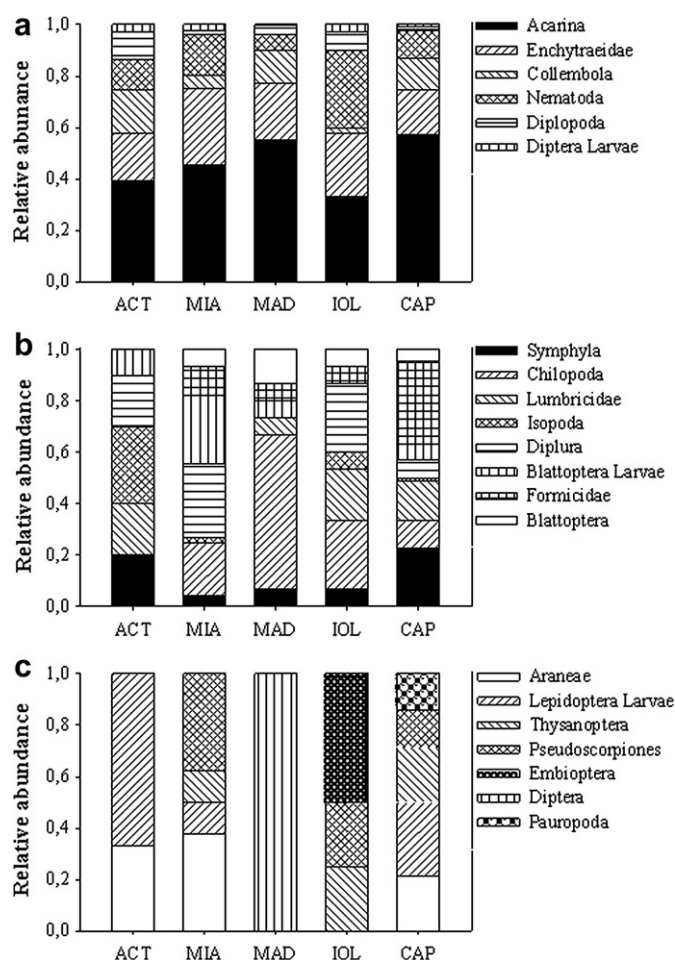 a
Relative abunance
1,0
0,8
0,6
0,4
0,2
0,0
ACT MIA MAD IOL CAP
Acarina
Enchytraeidae
Collembola
Nematoda
Diplopoda
Diptera Larvae
b
Relative abundance
1,0
0,8
0,6
0,4
0,2
0,0
ACT MIA MAD IOL CAP
Symphyla
Chilopoda
Lumbricidae
Isopoda
Diplura
Blattoptera Larvae
Formicidae
Blattoptera
c
Relative abundance
1,0
0,8
0,6
0,4
0,2
0,0
ACT MIA MAD IOL CAP
Araneae
Lepidoptera Larvae
Thysanoptera
Pseudoscorpiones
Embioptera
Diptera
Pauropoda